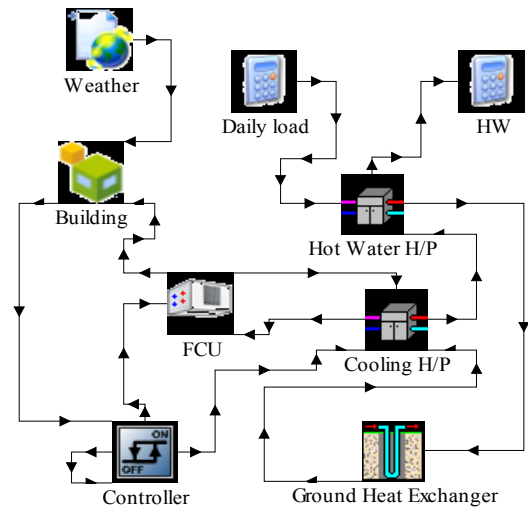 Weather
Daily load
HW
Building
Hot Water H/P
FCU
Cooling H/P
ON
OFF
Controller
Ground Heat Exchanger